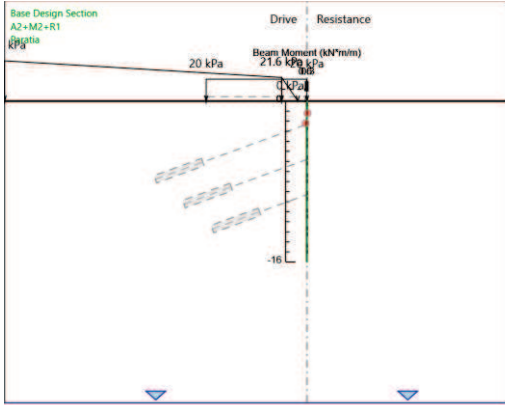 Base Design Section
A2+M2+R1
Paratia
Drive
Resistance
kPa
Beam Moment (kN*m/m)
20 kPa
21.6 kPa
0 kPa
-16